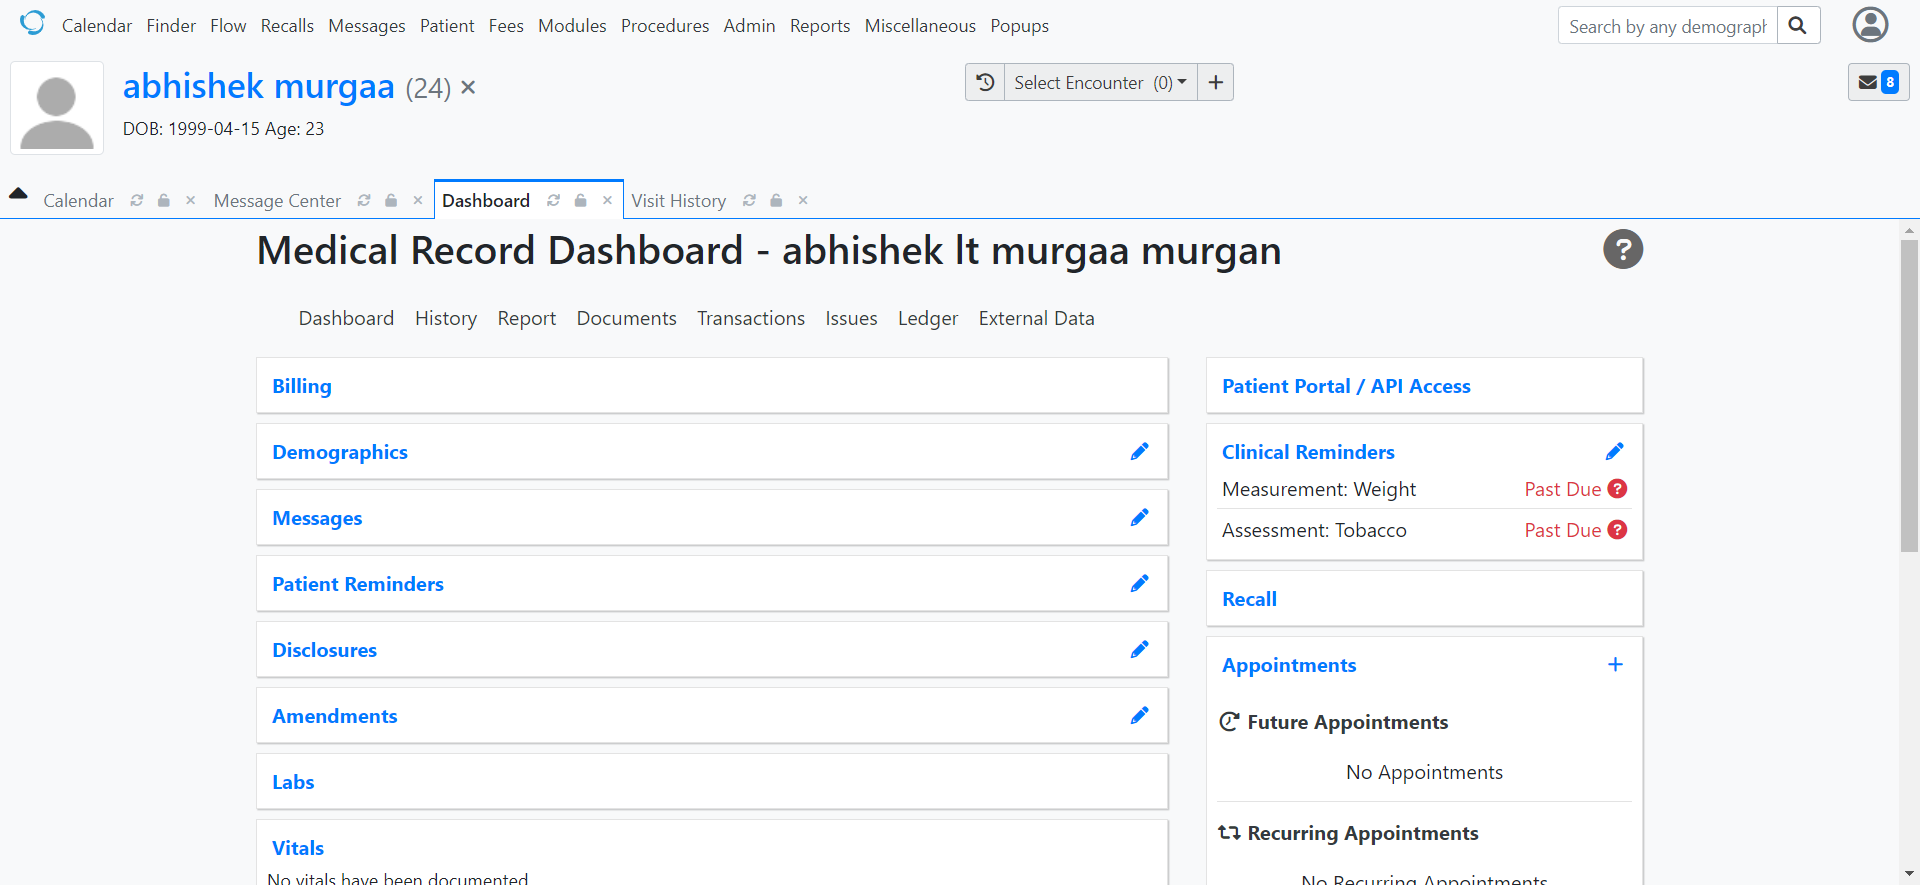 Calendar Finder Flow Recalls Messages Patient Fees Modules Procedures Admin Reports Miscellaneous Popups
Search by any demograph
abhishek murgaa (24) ×
Select Encounter (0)
8
DOB: 1999-04-15 Age: 23
Calendar Message Center Dashboard Visit History
Medical Record Dashboard - abhishek lt murgaa murgan
Dashboard History Report Documents Transactions Issues Ledger External Data
Billing
Demographics
Messages
Patient Reminders
Disclosures
Amendments
Labs
Vitals
No vitals have been documented
Patient Portal / API Access
Clinical Reminders
Measurement: Weight Past Due
Assessment: Tobacco Past Due
Recall
Appointments
Future Appointments
No Appointments
Recurring Appointments
No Recurring Appointments